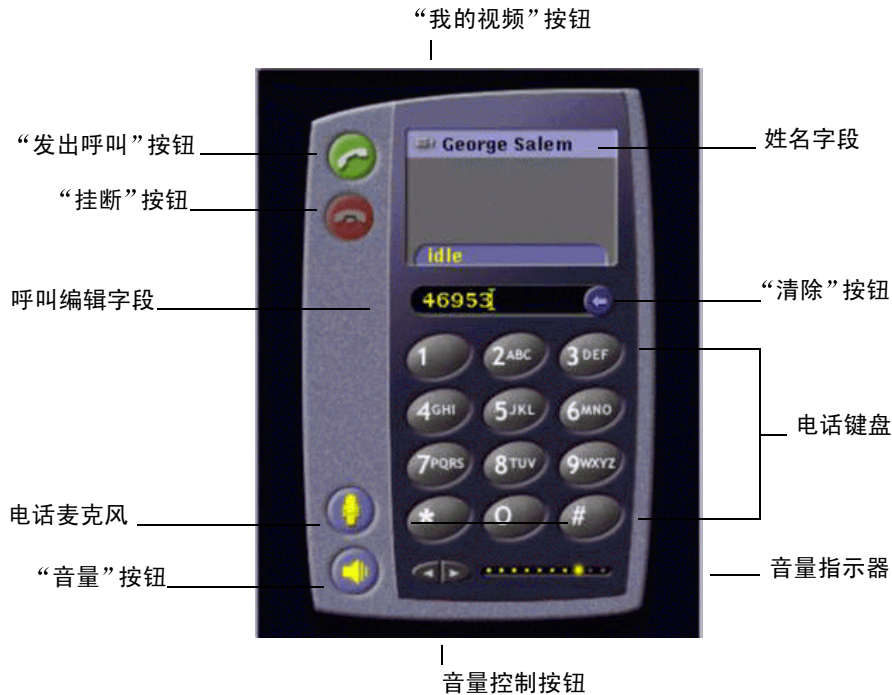 “我的视频”按钮
“发出呼叫”按钮
George Salem
姓名字段
“挂断”按钮
idle
呼叫编辑字段
46953
“清除”按钮
1 2ABC 3DEF
4GHI 5JKL 6MNO
电话键盘
7PQRS 8TUV 9WXYZ
电话麦克风
* 0 #
“音量”按钮
音量指示器
音量控制按钮